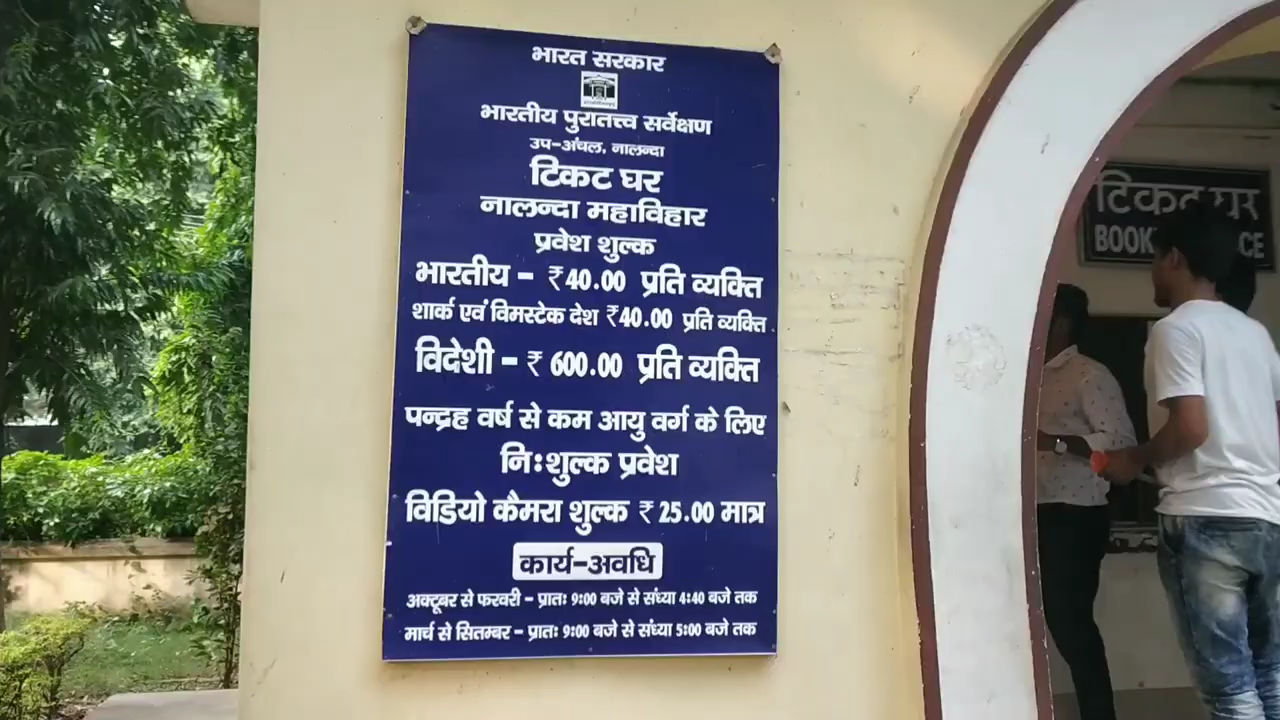 भारत सरकार
भारतीय पुरातत्त्व सर्वेक्षण
उप-अंचल, नालन्दा
टिकट घर
नालन्दा महाविहार
प्रवेश शुल्क
भारतीय - ₹40.00 प्रति व्यक्ति
शार्क एवं विमस्टेक देश ₹40.00 प्रति व्यक्ति
विदेशी - ₹ 600.00 प्रति व्यक्ति
पन्द्रह वर्ष से कम आयु वर्ग के लिए
निःशुल्क प्रवेश
विडियो कैमरा शुल्क ₹ 25.00 मात्र
कार्य-अवधि
अक्टूबर से फरवरी - प्रातः 9:00 बजे से संध्या 4:40 बजे तक
मार्च से सितम्बर - प्रातः 9:00 बजे से संध्या 5:00 बजे तक
टिकट घर